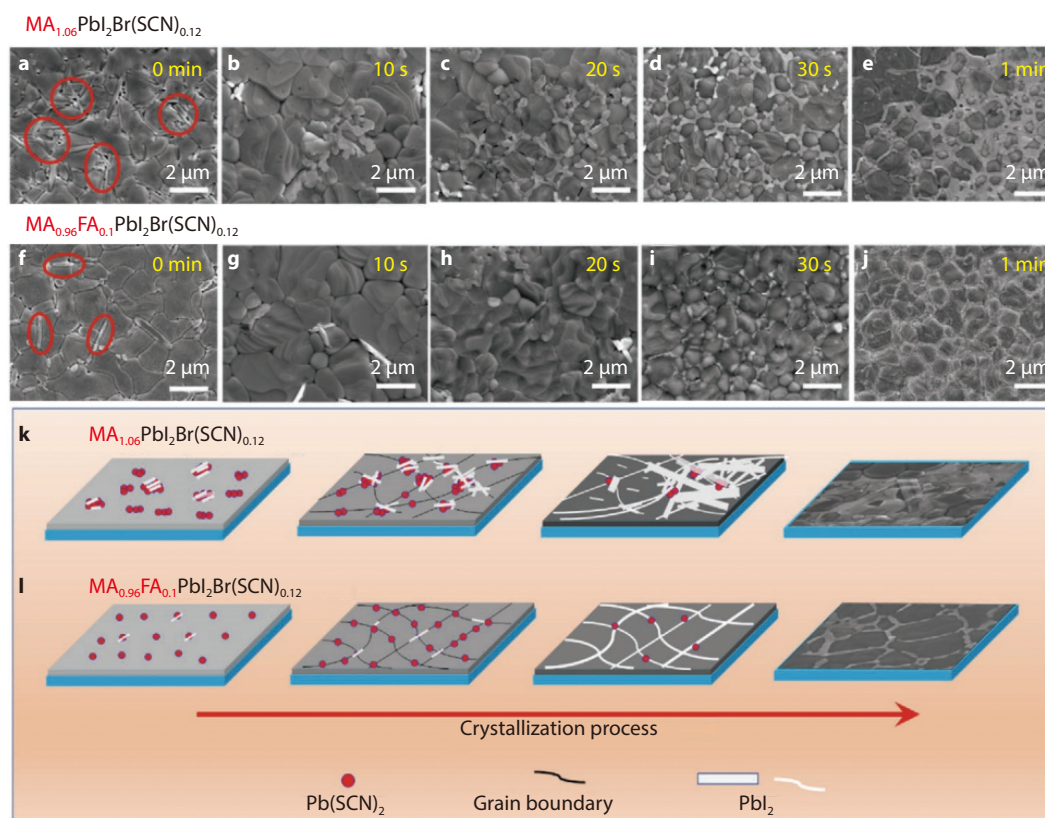 MA₁.₀₆PbI₂Br(SCN)₀.₁₂
a 0 min b 10 s c 20 s d 30 s e 1 min
2 μm 2 μm 2 μm 2 μm 2 μm
MA₀.₉₆FA₀.₁PbI₂Br(SCN)₀.₁₂
f 0 min g 10 s h 20 s i 30 s j 1 min
2 μm 2 μm 2 μm 2 μm 2 μm
k MA₁.₀₆PbI₂Br(SCN)₀.₁₂
l MA₀.₉₆FA₀.₁PbI₂Br(SCN)₀.₁₂
Crystallization process
Pb(SCN)₂ Grain boundary PbI₂